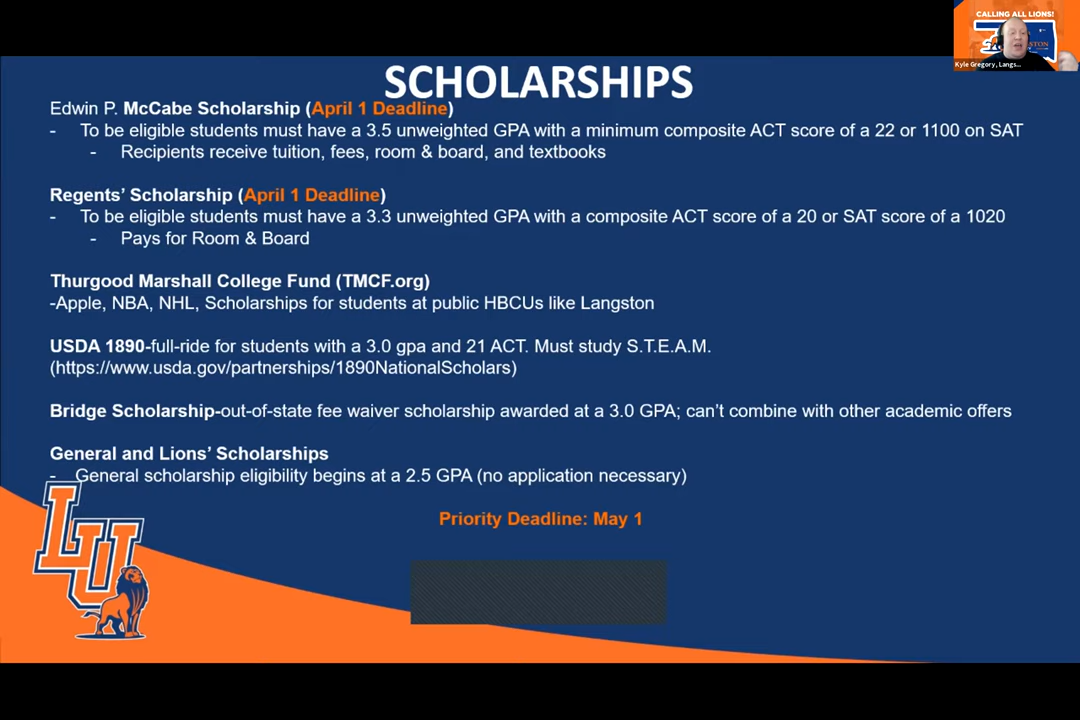 CALLING ALL LIONS!
Kyle Gregory, Langs...
SCHOLARSHIPS
Edwin P. McCabe Scholarship (April 1 Deadline)
- To be eligible students must have a 3.5 unweighted GPA with a minimum composite ACT score of a 22 or 1100 on SAT
- Recipients receive tuition, fees, room & board, and textbooks
Regents' Scholarship (April 1 Deadline)
- To be eligible students must have a 3.3 unweighted GPA with a composite ACT score of a 20 or SAT score of a 1020
- Pays for Room & Board
Thurgood Marshall College Fund (TMCF.org)
-Apple, NBA, NHL, Scholarships for students at public HBCUs like Langston
USDA 1890-full-ride for students with a 3.0 gpa and 21 ACT. Must study S.T.E.A.M.
(https://www.usda.gov/partnerships/1890NationalScholars)
Bridge Scholarship-out-of-state fee waiver scholarship awarded at a 3.0 GPA; can't combine with other academic offers
General and Lions' Scholarships
- General scholarship eligibility begins at a 2.5 GPA (no application necessary)
Priority Deadline: May 1
LU